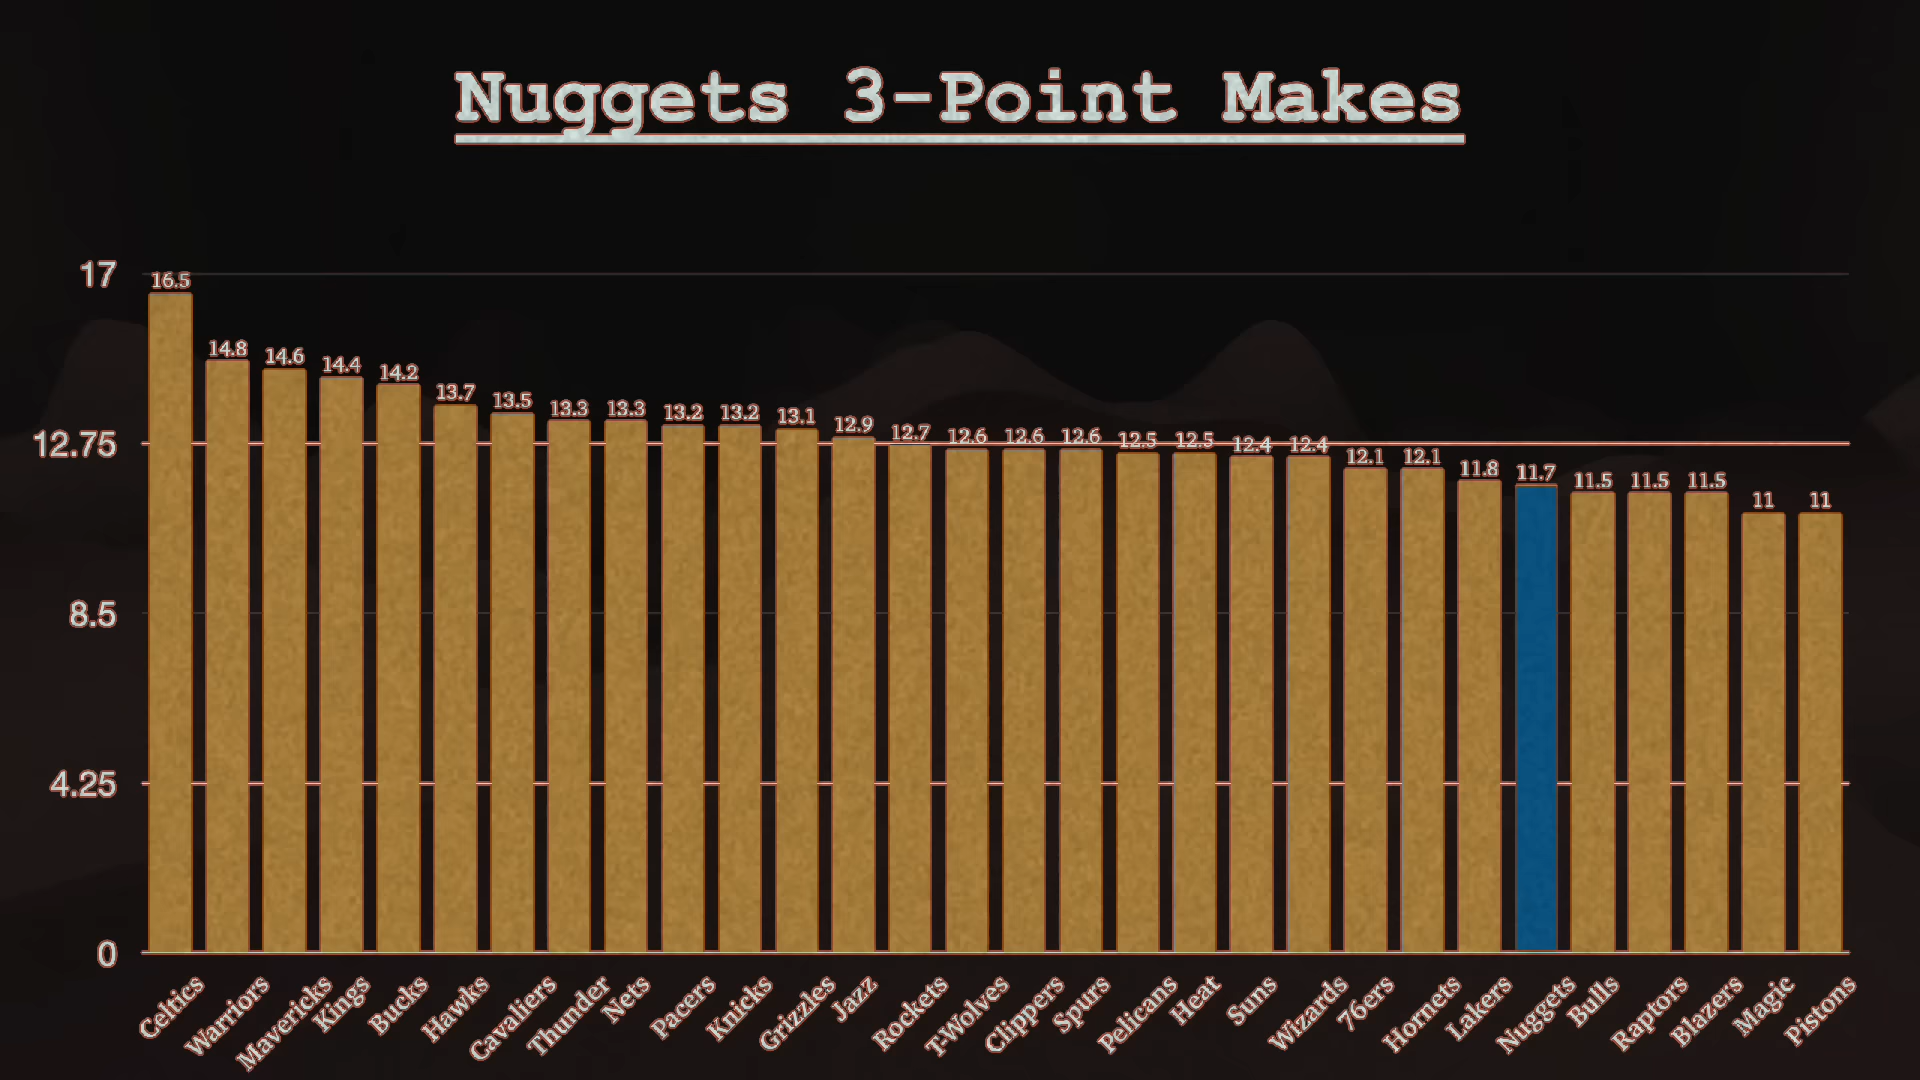 Nuggets 3-Point Makes
17
12.75
8.5
4.25
0
16.5 14.8 14.6 14.4 14.2 13.7 13.5 13.3 13.3 13.2 13.2 13.1 12.9 12.7 12.6 12.6 12.6 12.5 12.5 12.4 12.4 12.1 12.1 11.8 11.7 11.5 11.5 11.5 11 11
Celtics Warriors Mavericks Kings Bucks Hawks Cavaliers Thunder Nets Pacers Knicks Grizzles Jazz Rockets T-Wolves Clippers Spurs Pelicans Heat Suns Wizards 76ers Hornets Lakers Nuggets Bulls Raptors Blazers Magic Pistons